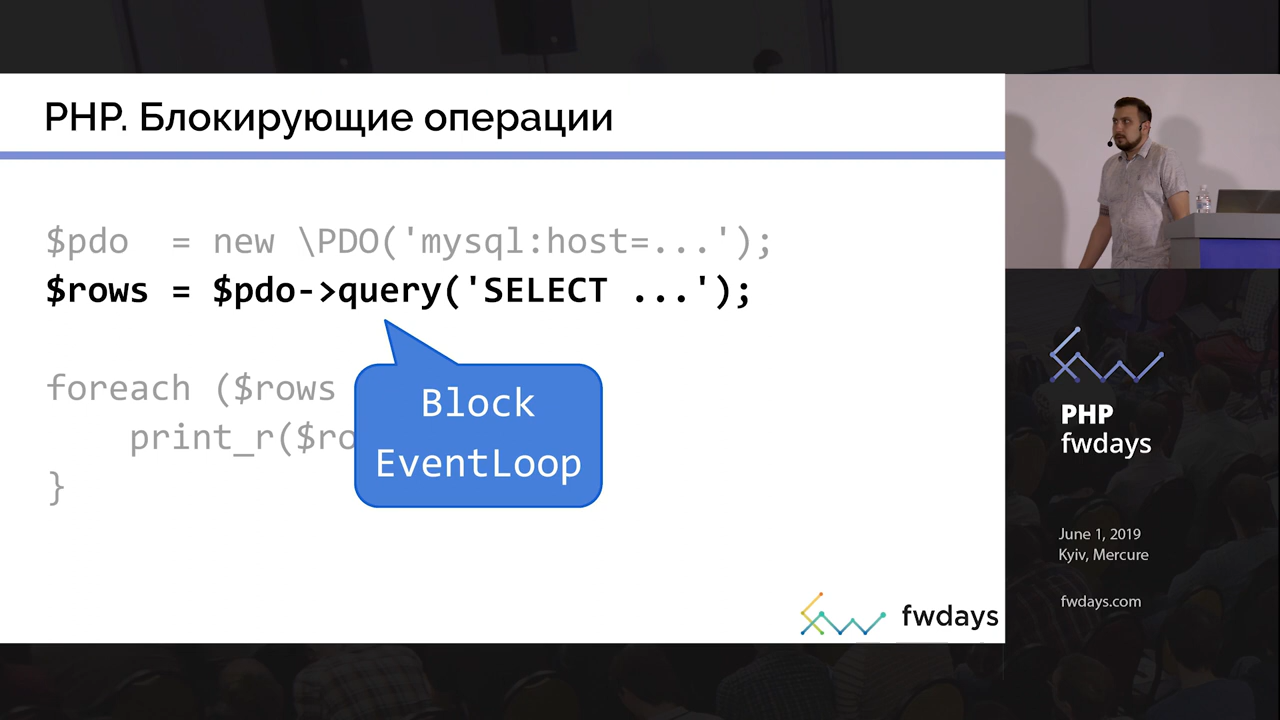 PHP. Блокирующие операции
$pdo  = new \PDO('mysql:host=...');
$rows = $pdo->query('SELECT ...');
foreach ($rows
print_r($ro
}
Block
EventLoop
fwdays
PHP
fwdays
June 1, 2019
Kyiv, Mercure
fwdays.com